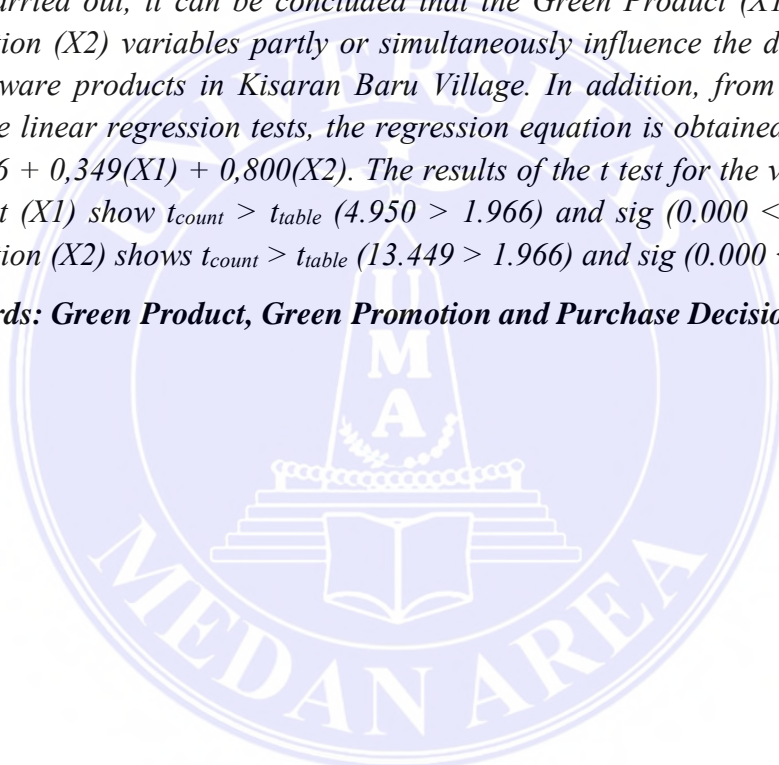 arried out, it can be concluded that the Green Product (X1
tion (X2) variables partly or simultaneously influence the d
ware products in Kisaran Baru Village. In addition, from
e linear regression tests, the regression equation is obtained
6 + 0,349(X1) + 0,800(X2). The results of the t test for the v
t (X1) show tcount > ttable (4.950 > 1.966) and sig (0.000 <
tion (X2) shows tcount > ttable (13.449 > 1.966) and sig (0.000
rds: Green Product, Green Promotion and Purchase Decisio
UNIVERSITAS
U
M
A
MEDAN AREA